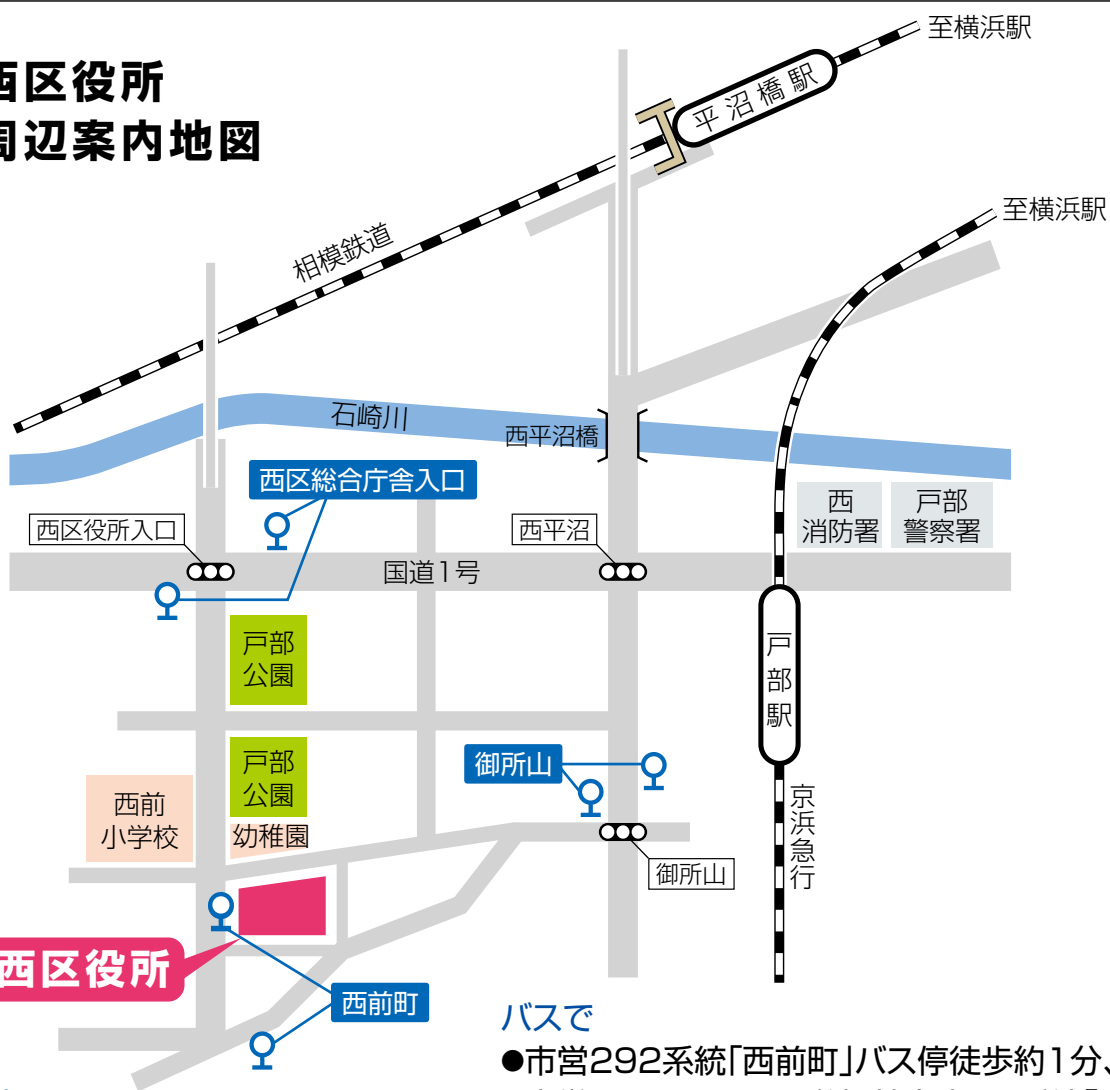 西区役所
周辺案内地図
至横浜駅
平沼橋駅
至横浜駅
相模鉄道
石崎川
西平沼橋
西区総合庁舎入口
西
消防署
戸部
警察署
西区役所入口
西平沼
国道1号
戸部
公園
戸部駅
戸部
公園
御所山
西前
小学校
幼稚園
京浜急行
御所山
西区役所
西前町
バスで
●市営292系統「西前町」バス停徒歩約1分、